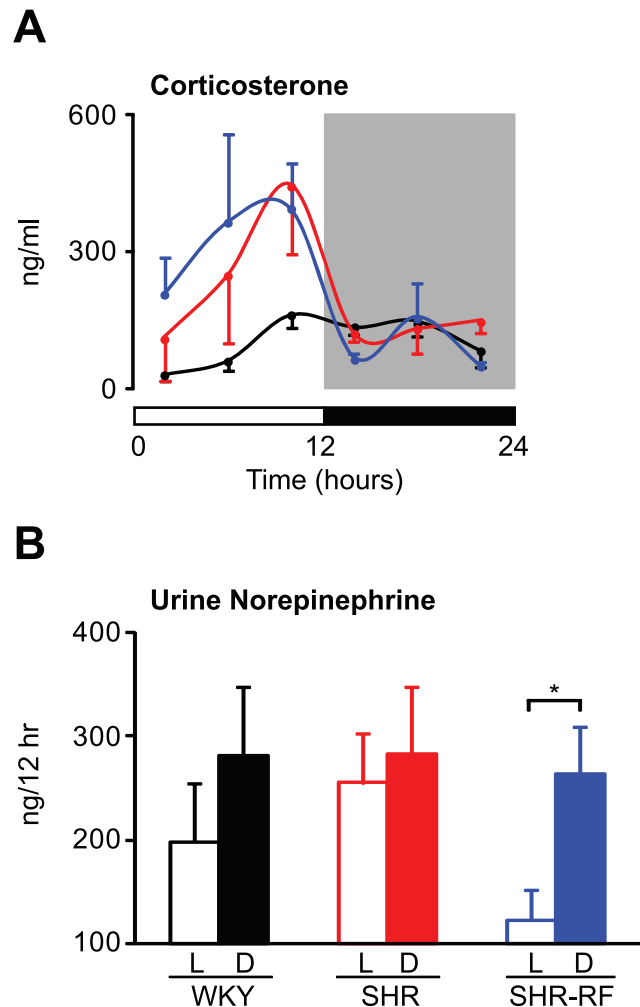 A
Corticosterone
600
300
0
ng/ml
0 12 24
Time (hours)
B
Urine Norepinephrine
400
300
200
100
ng/12 hr
*
L D L D L D
WKY SHR SHR-RF